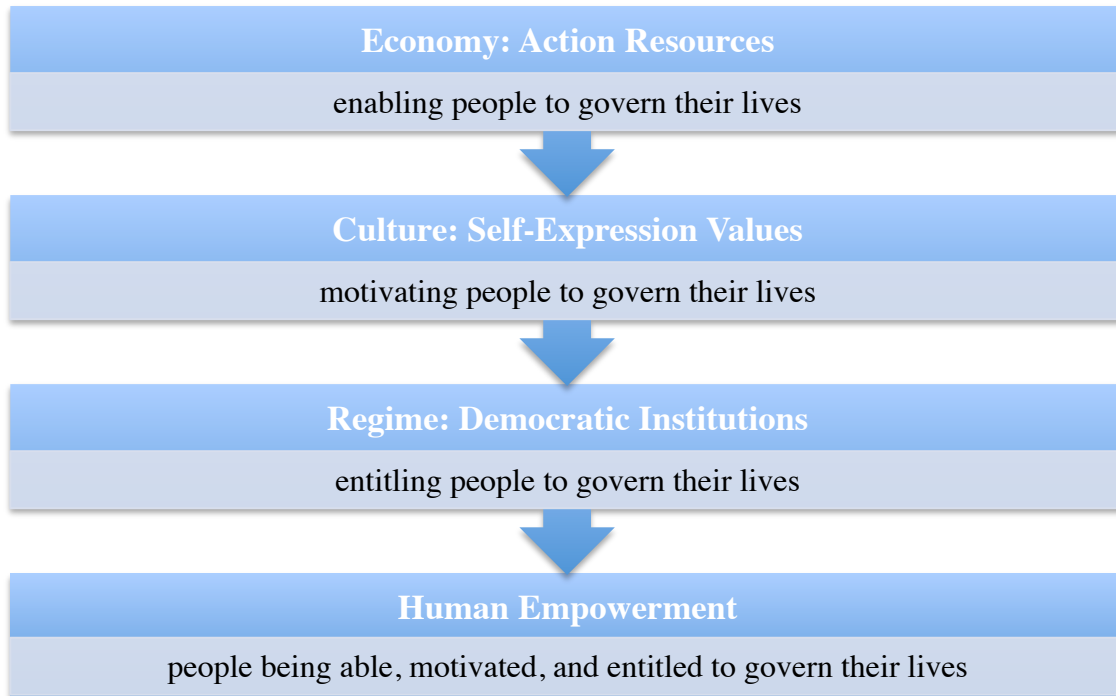 Economy: Action Resources
enabling people to govern their lives
Culture: Self-Expression Values
motivating people to govern their lives
Regime: Democratic Institutions
entitling people to govern their lives
Human Empowerment
people being able, motivated, and entitled to govern their lives